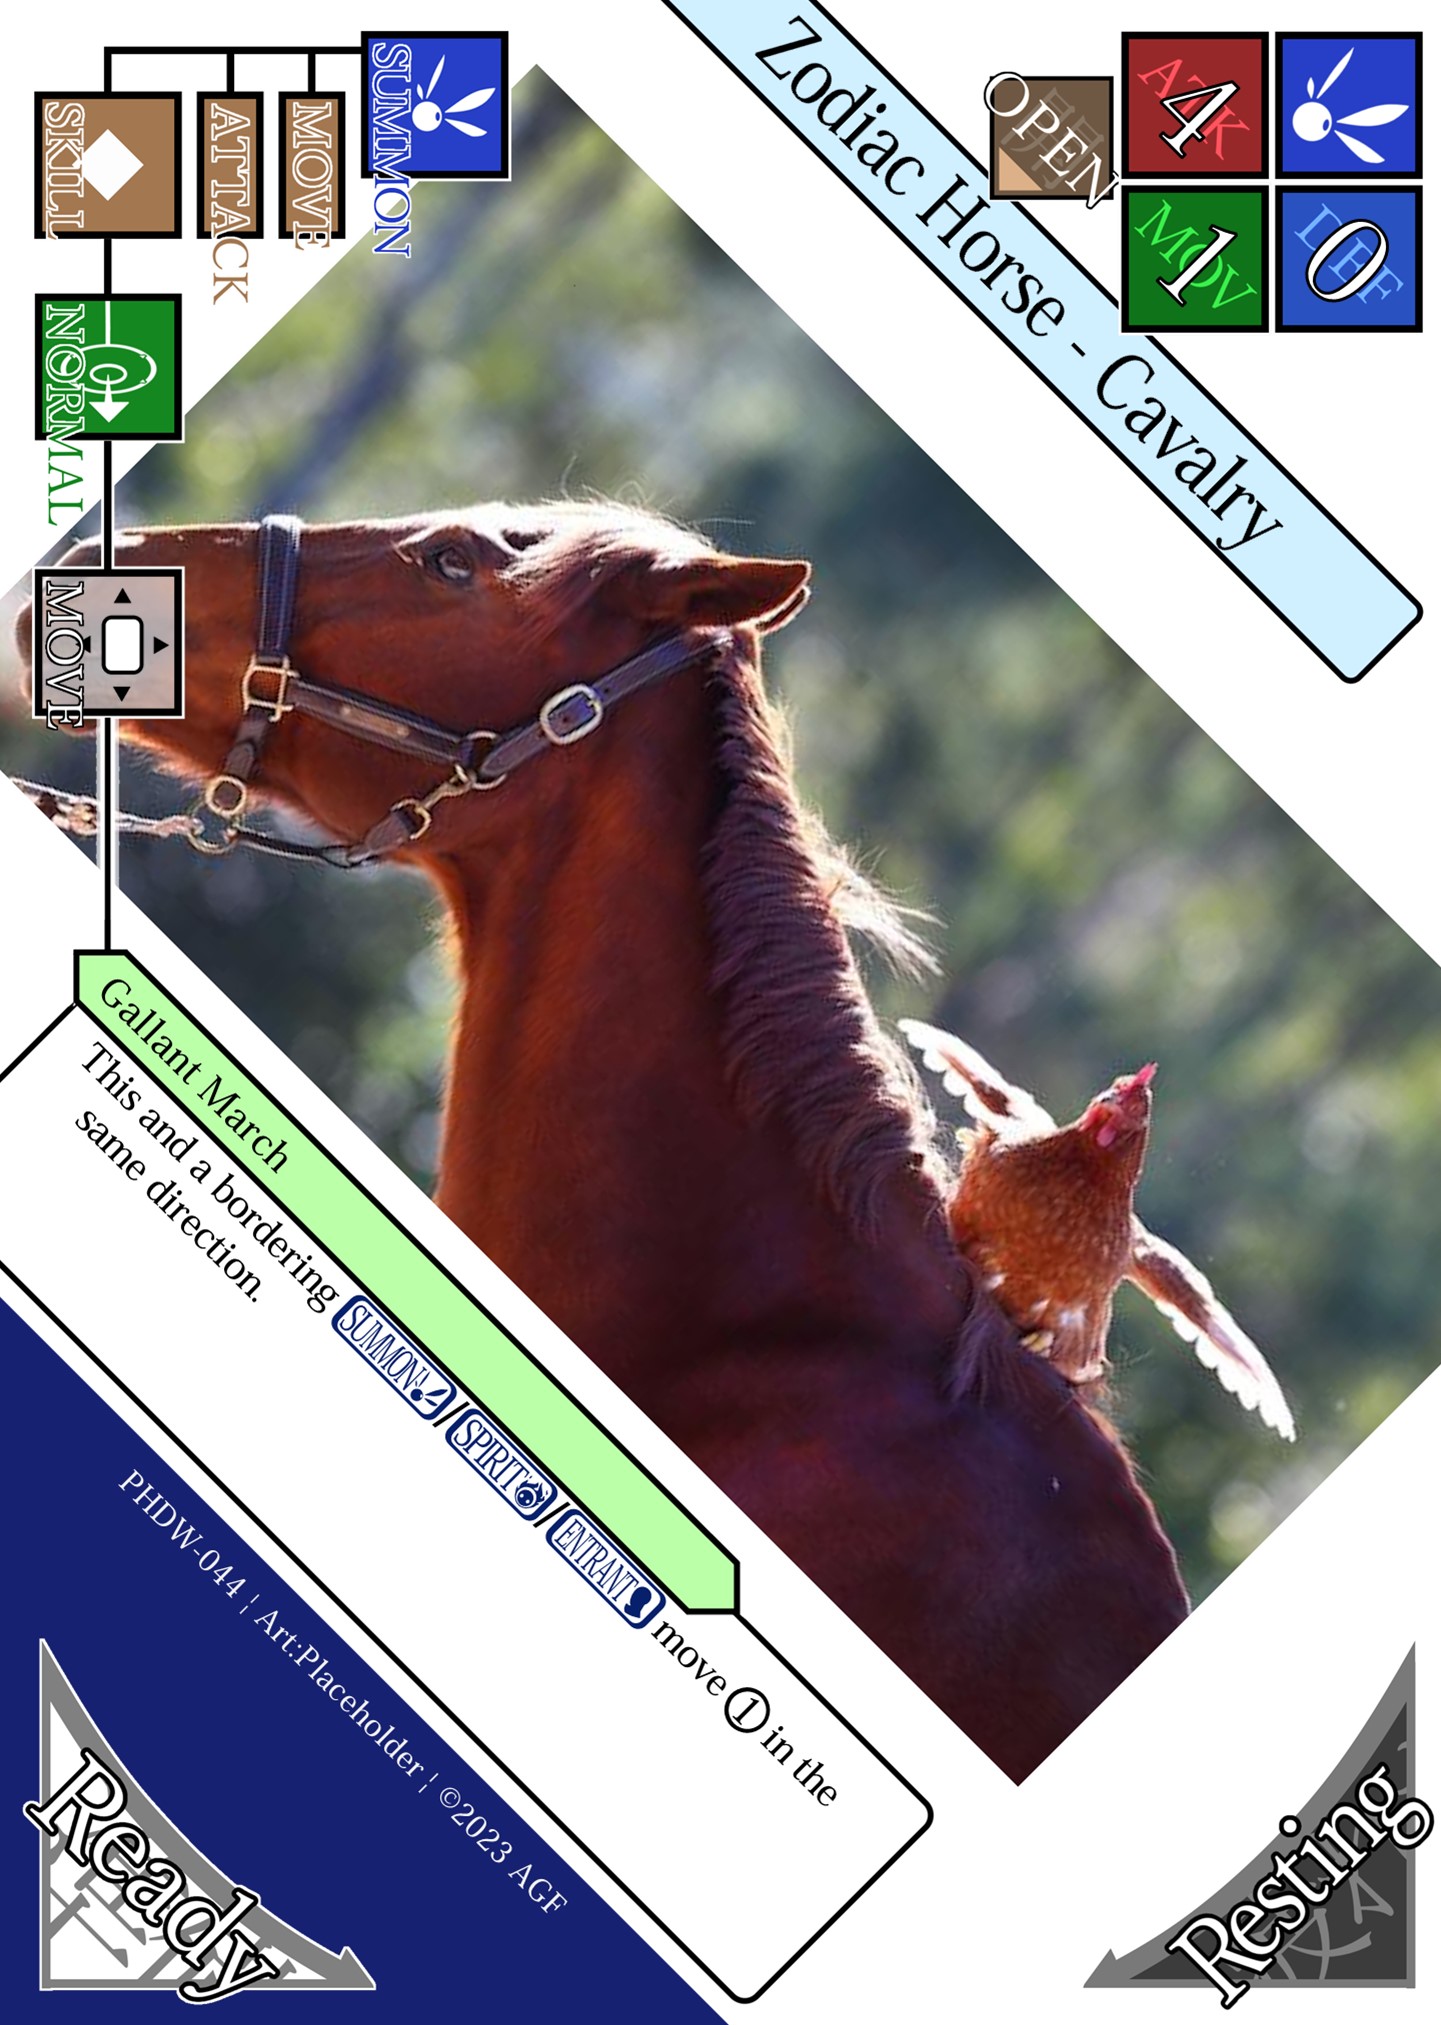 Zodiac Horse - Cavalry
OPEN
ATK 4
MOV 1
DEF 0
SUMMON
MOVE
ATTACK
SKILL
NORMAL
MOVE
Gallant March
This and a bordering SUMMON/SPIRIT/ENTRANT move ① in the
same direction.
PHDW-044 ¦ Art:Placeholder ¦ ©2023 AGF
Ready
Resting